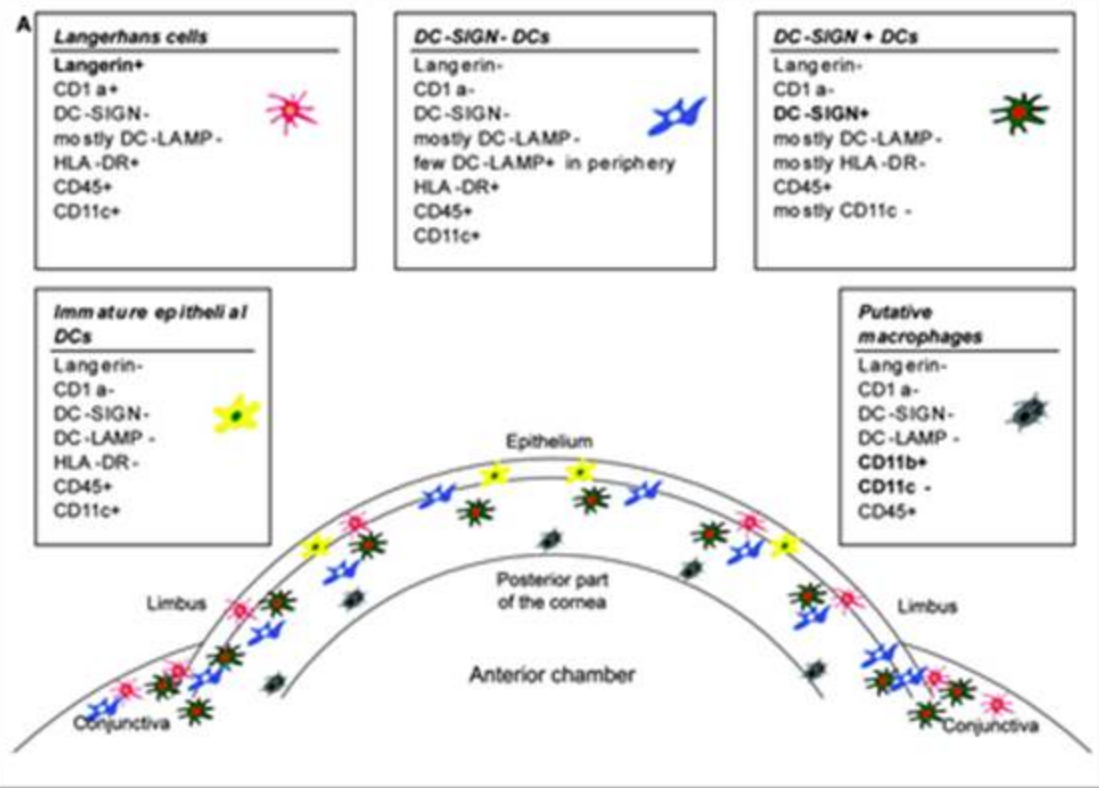 A
Langerhans cells
Langerin+
CD1a+
DC-SIGN-
mostly DC-LAMP-
HLA-DR+
CD45+
CD11c+
DC-SIGN- DCs
Langerin-
CD1a-
DC-SIGN-
mostly DC-LAMP-
few DC-LAMP+ in periphery
HLA-DR+
CD45+
CD11c+
DC-SIGN + DCs
Langerin-
CD1a-
DC-SIGN+
mostly DC-LAMP-
mostly HLA-DR-
CD45+
mostly CD11c -
Immature epithelial
DCs
Langerin-
CD1a-
DC-SIGN-
DC-LAMP -
HLA-DR-
CD45+
CD11c+
Putative
macrophages
Langerin-
CD1a-
DC-SIGN-
DC-LAMP -
CD11b+
CD11c -
CD45+
Epithelium
Posterior part
of the cornea
Limbus
Limbus
Anterior chamber
Conjunctiva
Conjunctiva